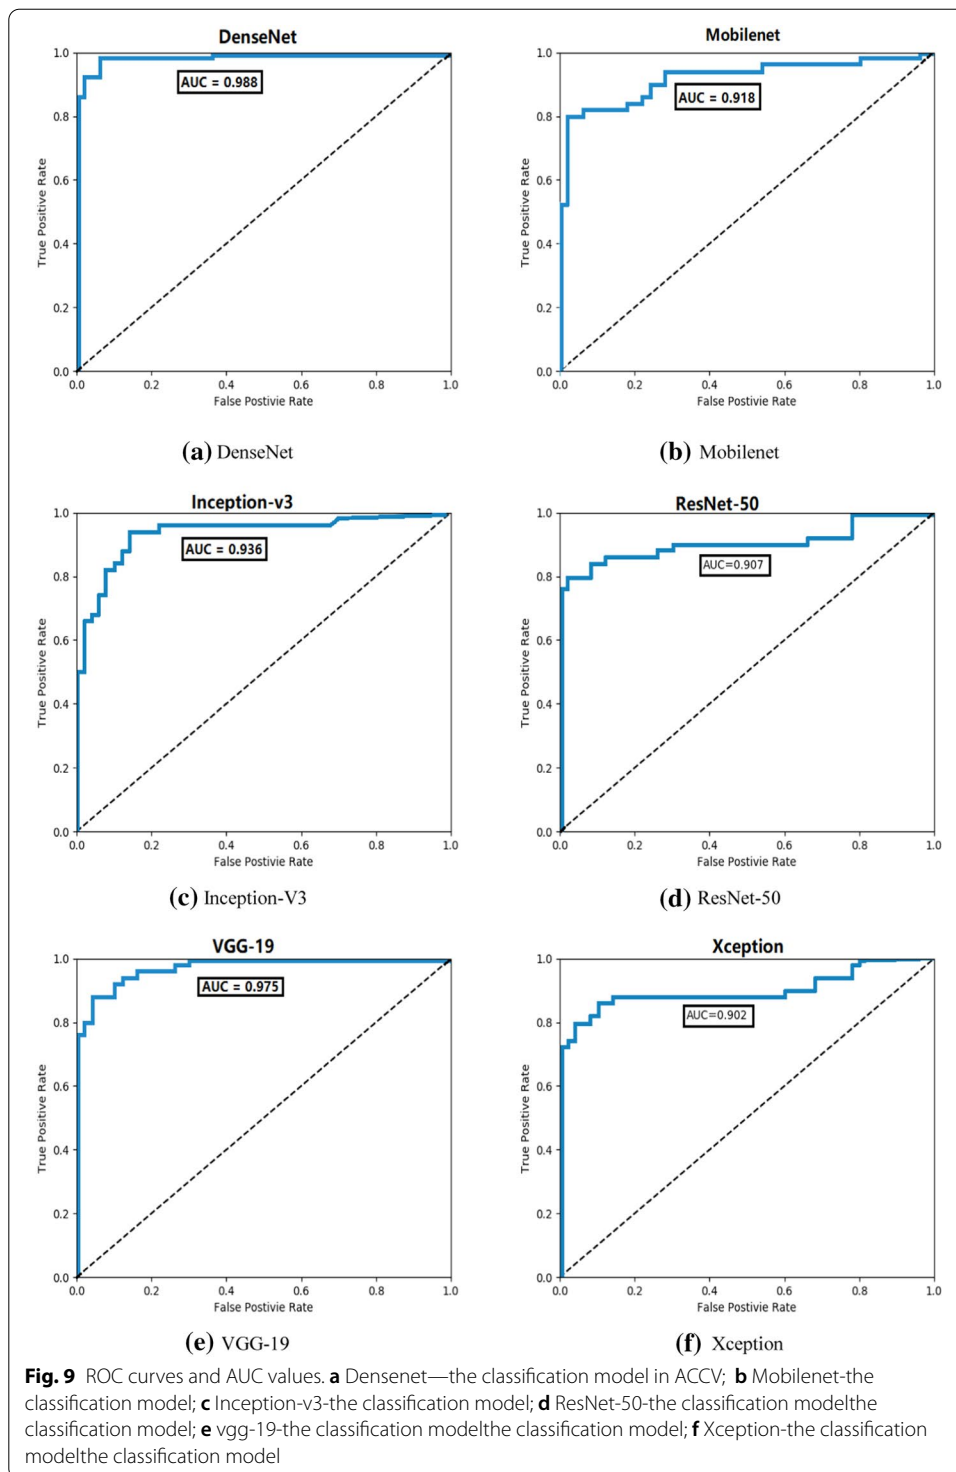 DenseNet
1.0
0.8
0.6
0.4
0.2
0.0
True Positive Rate
AUC = 0.988
0.0 0.2 0.4 0.6 0.8 1.0
False Postivie Rate
(a) DenseNet
Mobilenet
1.0
0.8
0.6
0.4
0.2
0.0
True Positive Rate
AUC = 0.918
0.0 0.2 0.4 0.6 0.8 1.0
False Postivie Rate
(b) Mobilenet
Inception-v3
1.0
0.8
0.6
0.4
0.2
0.0
True Positive Rate
AUC = 0.936
0.0 0.2 0.4 0.6 0.8 1.0
False Postivie Rate
(c) Inception-V3
ResNet-50
1.0
0.8
0.6
0.4
0.2
0.0
True Positive Rate
AUC=0.907
0.0 0.2 0.4 0.6 0.8 1.0
False Postivie Rate
(d) ResNet-50
VGG-19
1.0
0.8
0.6
0.4
0.2
0.0
True Positive Rate
AUC = 0.975
0.0 0.2 0.4 0.6 0.8 1.0
False Postivie Rate
(e) VGG-19
Xception
1.0
0.8
0.6
0.4
0.2
0.0
True Positive Rate
AUC=0.902
0.0 0.2 0.4 0.6 0.8 1.0
False Postivie Rate
(f) Xception
Fig. 9 ROC curves and AUC values. a Densenet—the classification model in ACCV; b Mobilenet-the
classification model; c Inception-v3-the classification model; d ResNet-50-the classification modelthe
classification model; e vgg-19-the classification modelthe classification model; f Xception-the classification
modelthe classification model